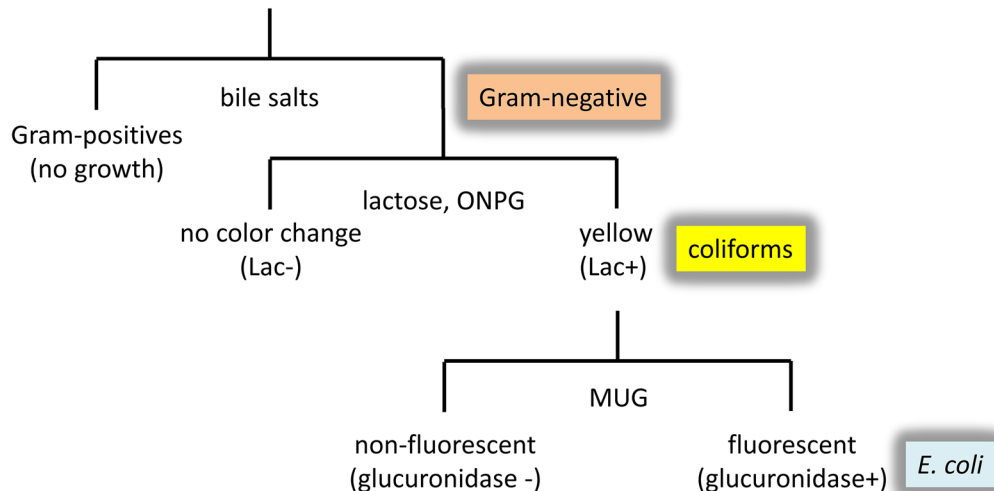 bile salts
Gram-negative
Gram-positives
(no growth)
lactose, ONPG
no color change
(Lac-)
yellow
(Lac+)
coliforms
MUG
non-fluorescent
(glucuronidase -)
fluorescent
(glucuronidase+)
E. coli